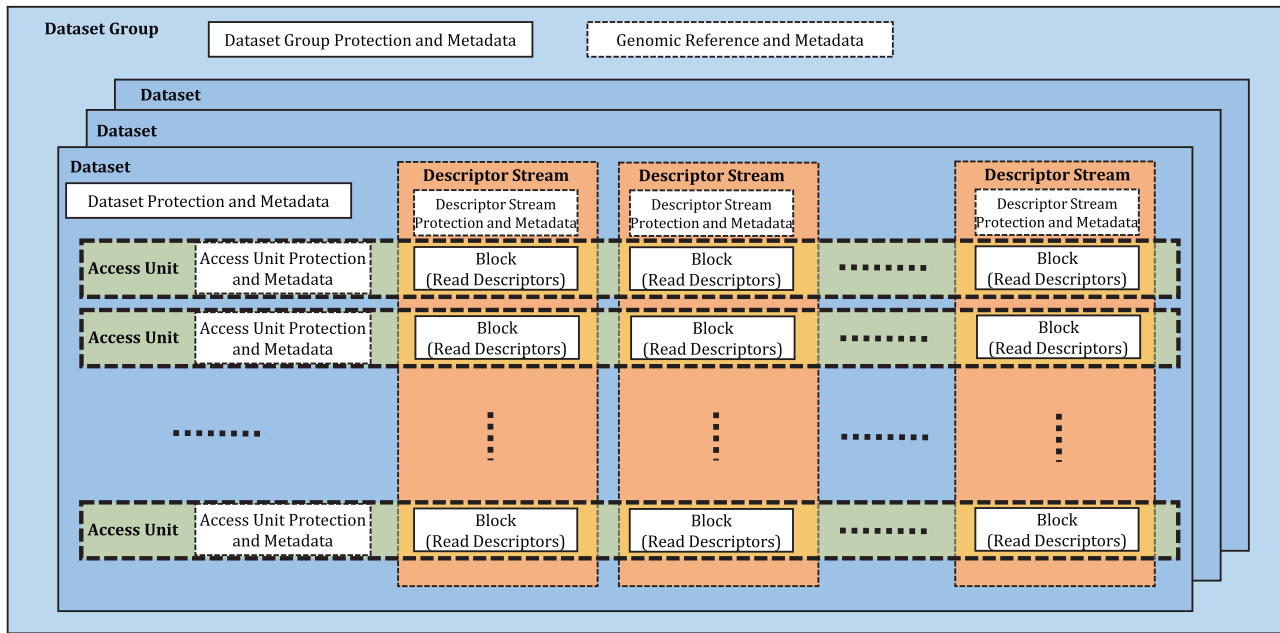 Dataset Group
Dataset Group Protection and Metadata
Genomic Reference and Metadata
Dataset
Dataset
Dataset
Dataset Protection and Metadata
Descriptor Stream
Descriptor Stream
Protection and Metadata
Descriptor Stream
Descriptor Stream
Protection and Metadata
Descriptor Stream
Descriptor Stream
Protection and Metadata
Access Unit
Access Unit Protection
and Metadata
Block
(Read Descriptors)
Block
(Read Descriptors)
Block
(Read Descriptors)
Access Unit
Access Unit Protection
and Metadata
Block
(Read Descriptors)
Block
(Read Descriptors)
Block
(Read Descriptors)
Access Unit
Access Unit Protection
and Metadata
Block
(Read Descriptors)
Block
(Read Descriptors)
Block
(Read Descriptors)